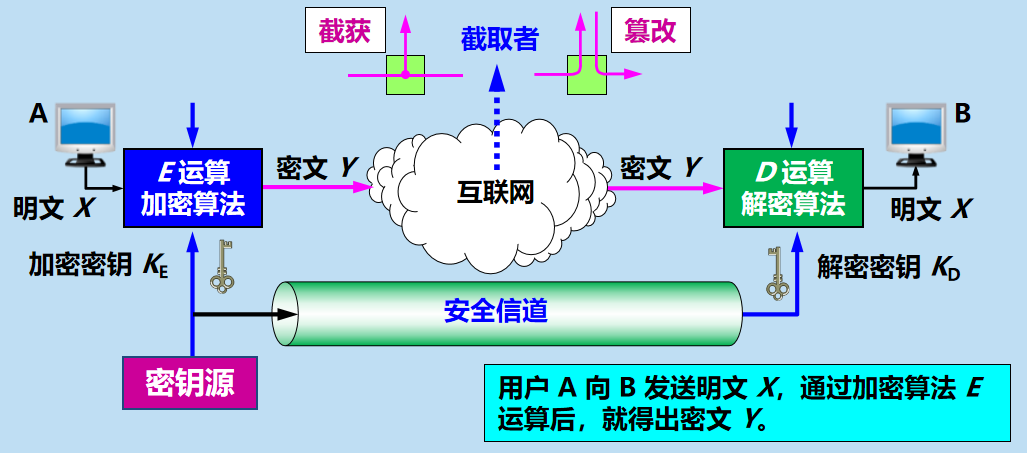 截获
截取者
篡改
A
B
E 运算
加密算法
密文 Y
互联网
密文 Y
D 运算
解密算法
明文 X
明文 X
加密密钥 KE
解密密钥 KD
安全信道
密钥源
用户 A 向 B 发送明文 X，通过加密算法 E
运算后，就得出密文 Y。